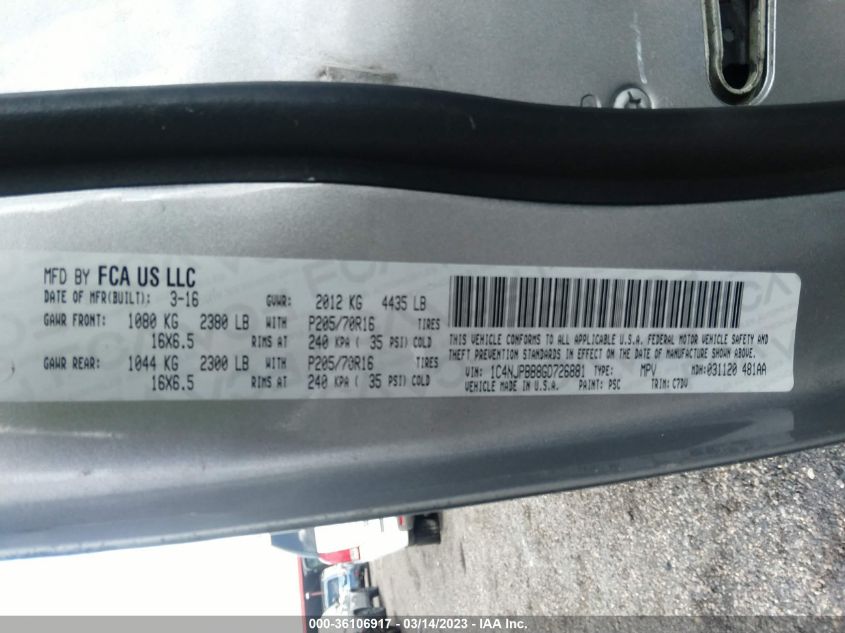 MFD BY FCA US LLC
DATE OF MFR(BUILT): 3-16 GVWR: 2012 KG 4435 LB
GAWR FRONT: 1080 KG 2380 LB WITH P205/70R16 TIRES
16X6.5 RIMS AT 240 KPA ( 35 PSI) COLD
GAWR REAR: 1044 KG 2300 LB WITH P205/70R16 TIRES
16X6.5 RIMS AT 240 KPA ( 35 PSI) COLD
THIS VEHICLE CONFORMS TO ALL APPLICABLE U.S.A. FEDERAL MOTOR VEHICLE SAFETY AND
THEFT PREVENTION STANDARDS IN EFFECT ON THE DATE OF MANUFACTURE SHOWN ABOVE.
VIN: 1C4NJPBB8GD726881 TYPE: MPV MDH:031120 481AA
VEHICLE MADE IN U.S.A. PAINT: PSC TRIM: C7DV
000-36106917 - 03/14/2023 - IAA Inc.